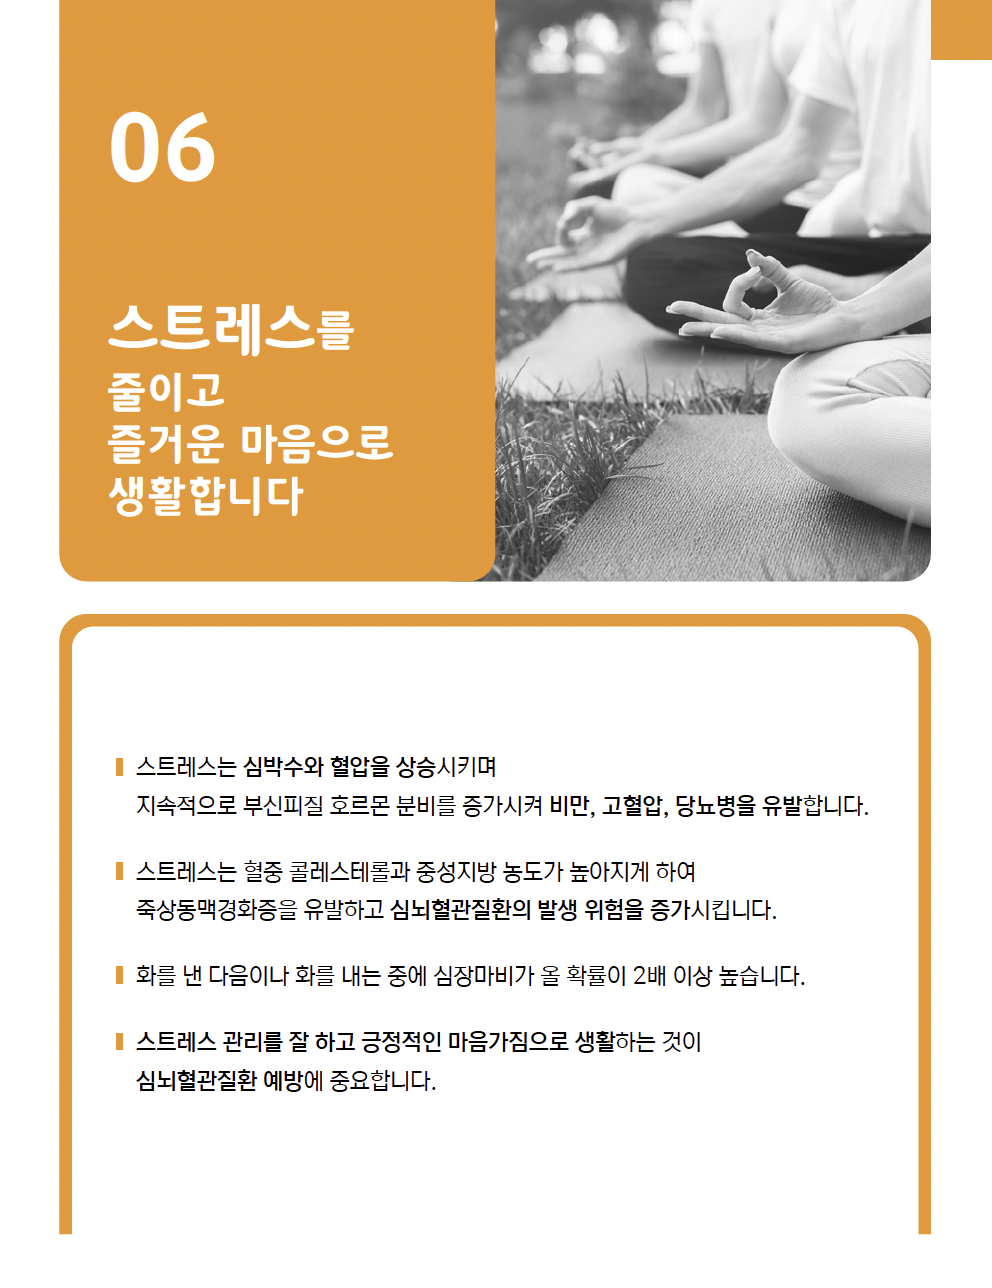 06
스트레스를
줄이고
즐거운 마음으로
생활합니다
스트레스는 심박수와 혈압을 상승시키며
지속적으로 부신피질 호르몬 분비를 증가시켜 비만, 고혈압, 당뇨병을 유발합니다.
스트레스는 혈중 콜레스테롤과 중성지방 농도가 높아지게 하여
죽상동맥경화증을 유발하고 심뇌혈관질환의 발생 위험을 증가시킵니다.
화를 낸 다음이나 화를 내는 중에 심장마비가 올 확률이 2배 이상 높습니다.
스트레스 관리를 잘 하고 긍정적인 마음가짐으로 생활하는 것이
심뇌혈관질환 예방에 중요합니다.